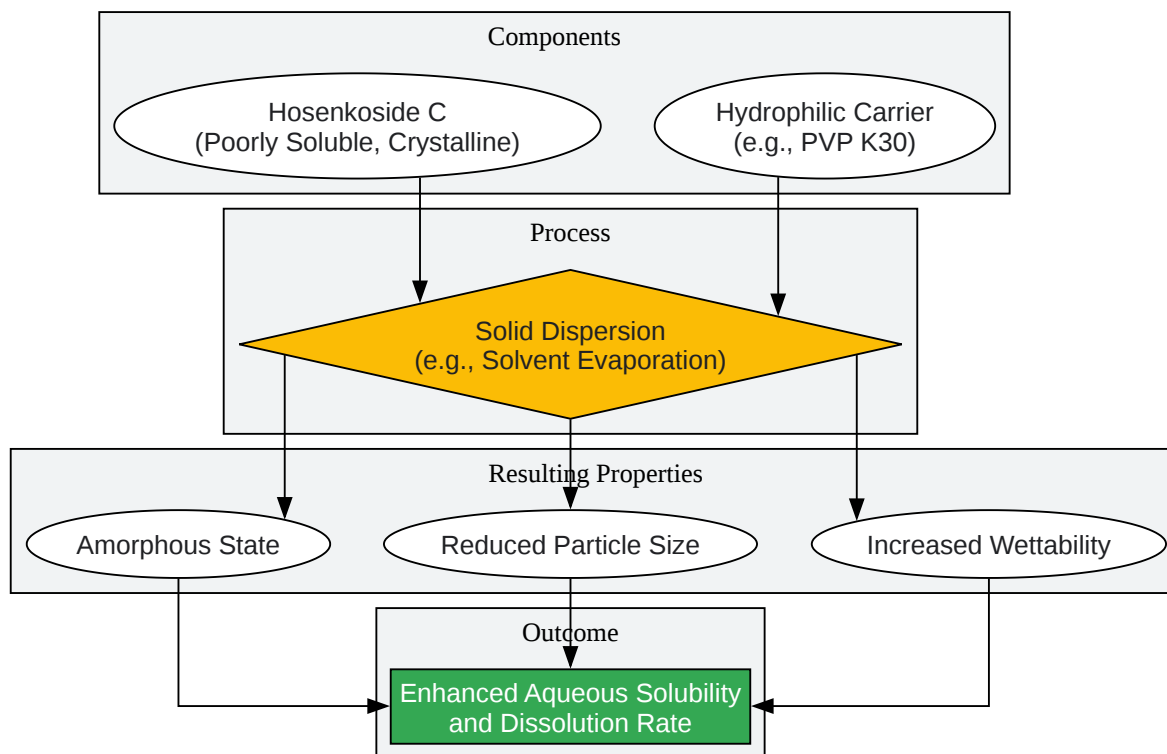 Components
Hosenkoside C
(Poorly Soluble, Crystalline)
Hydrophilic Carrier
(e.g., PVP K30)
Process
Solid Dispersion
(e.g., Solvent Evaporation)
Resulting Properties
Amorphous State
Reduced Particle Size
Increased Wettability
Outcome
Enhanced Aqueous Solubility
and Dissolution Rate